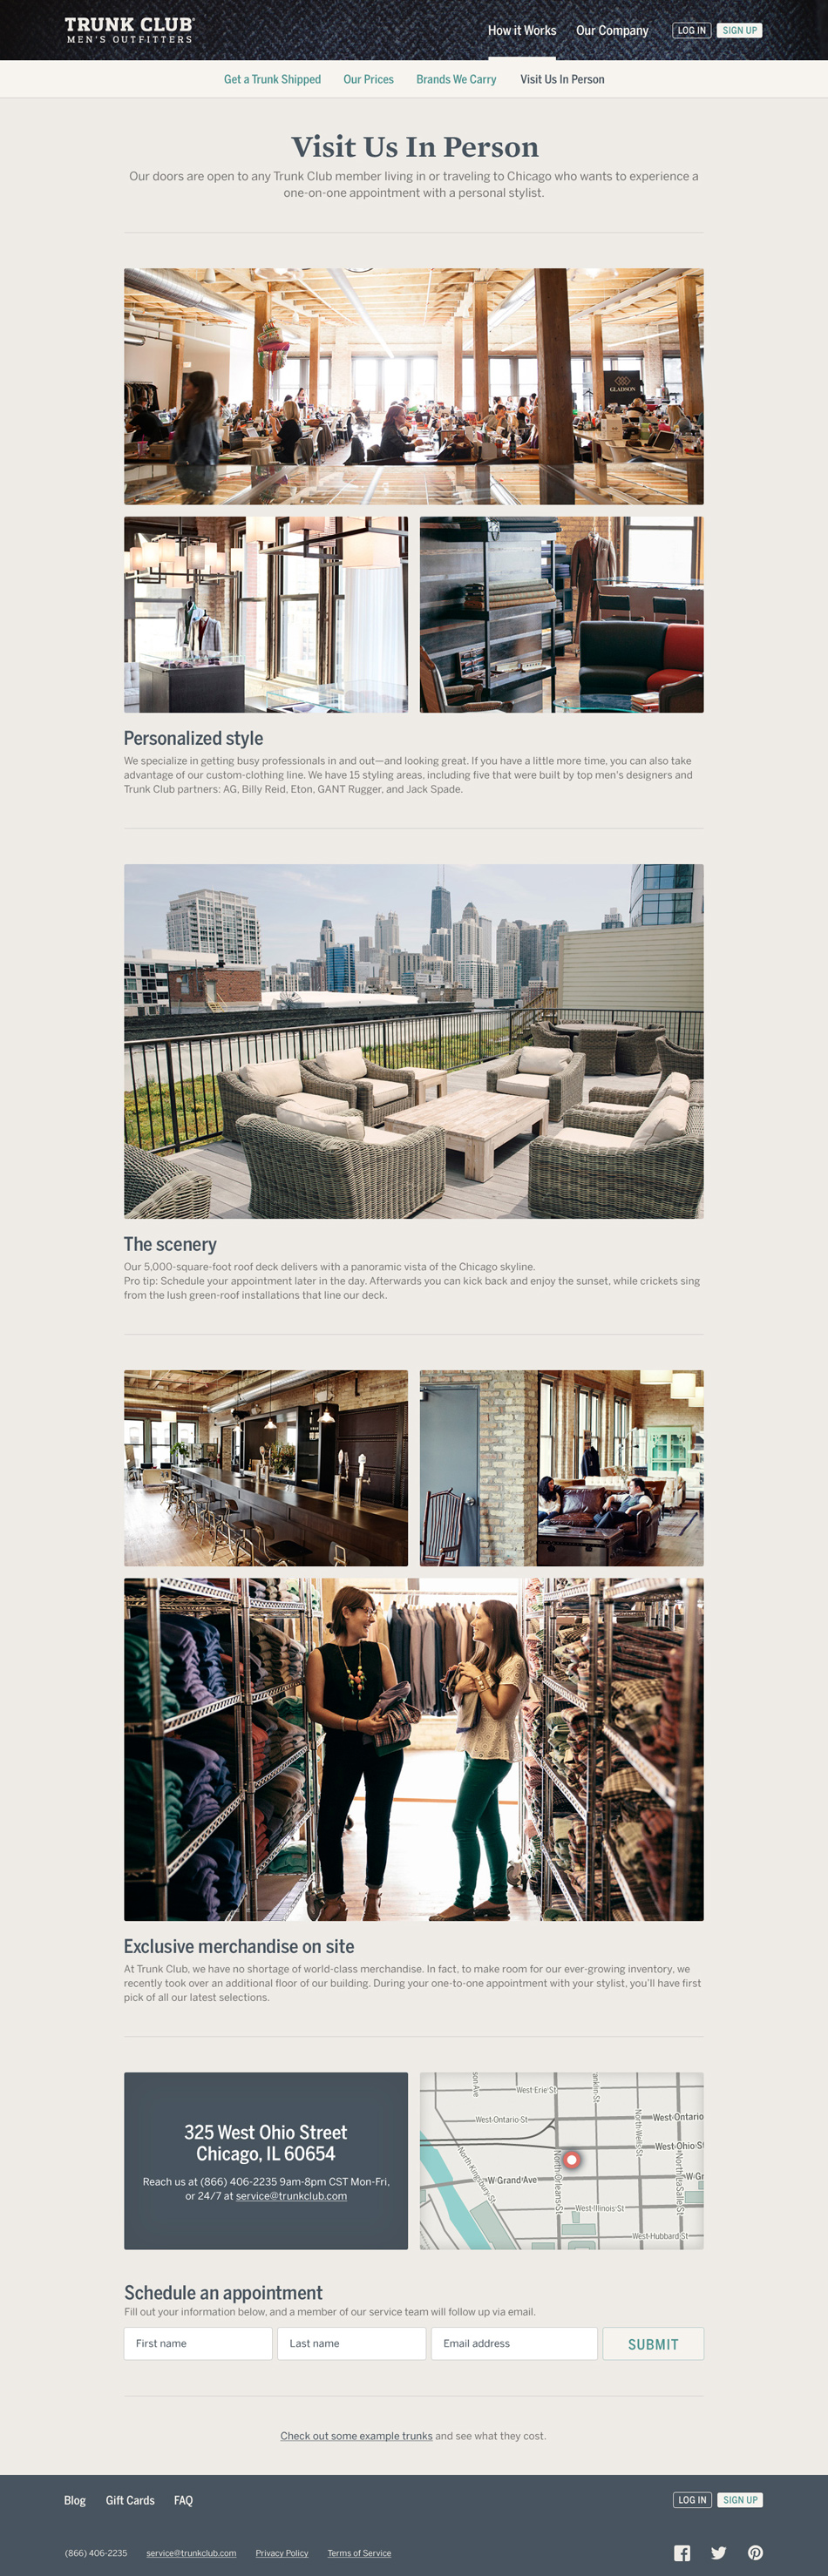 TRUNK CLUB
MEN'S OUTFITTERS
How it Works
Our Company
LOG IN
SIGN UP
Get a Trunk Shipped
Our Prices
Brands We Carry
Visit Us In Person
Visit Us In Person
Our doors are open to any Trunk Club member living in or traveling to Chicago who wants to experience a
one-on-one appointment with a personal stylist.
GLADSON
Personalized style
We specialize in getting busy professionals in and out—and looking great. If you have a little more time, you can also take
advantage of our custom-clothing line. We have 15 styling areas, including five that were built by top men's designers and
Trunk Club partners: AG, Billy Reid, Eton, GANT Rugger, and Jack Spade.
The scenery
Our 5,000-square-foot roof deck delivers with a panoramic vista of the Chicago skyline.
Pro tip: Schedule your appointment later in the day. Afterwards you can kick back and enjoy the sunset, while crickets sing
from the lush green-roof installations that line our deck.
Exclusive merchandise on site
At Trunk Club, we have no shortage of world-class merchandise. In fact, to make room for our ever-growing inventory, we
recently took over an additional floor of our building. During your one-to-one appointment with your stylist, you'll have first
pick of all our latest selections.
325 West Ohio Street
Chicago, IL 60654
Reach us at (866) 406-2235 9am-8pm CST Mon-Fri,
or 24/7 at service@trunkclub.com
son Ave
West Erie St
anklin St
West Ontario St
North Wells St
West Ontario
West Ohio St
North Kingsbury St
W Grand Ave
North Orleans St
North LaSalle St
W Gr
West Illinois St
West Hubbard St
Schedule an appointment
Fill out your information below, and a member of our service team will follow up via email.
First name
Last name
Email address
SUBMIT
Check out some example trunks and see what they cost.
Blog
Gift Cards
FAQ
LOG IN
SIGN UP
(866) 406-2235
service@trunkclub.com
Privacy Policy
Terms of Service